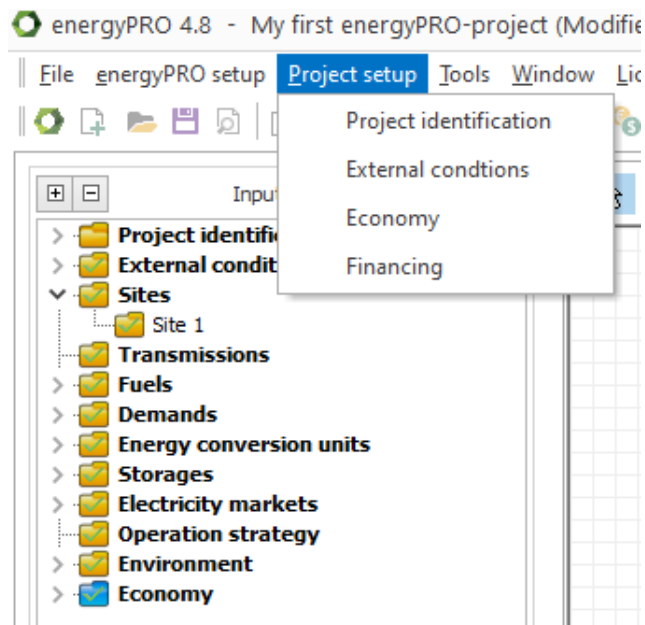 energyPRO 4.8 - My first energyPRO-project (Modifie
File energyPRO setup Project setup Tools Window Lic
Project identification
External condtions
Economy
Financing
Inpu
Project identifi
External condit
Sites
Site 1
Transmissions
Fuels
Demands
Energy conversion units
Storages
Electricity markets
Operation strategy
Environment
Economy